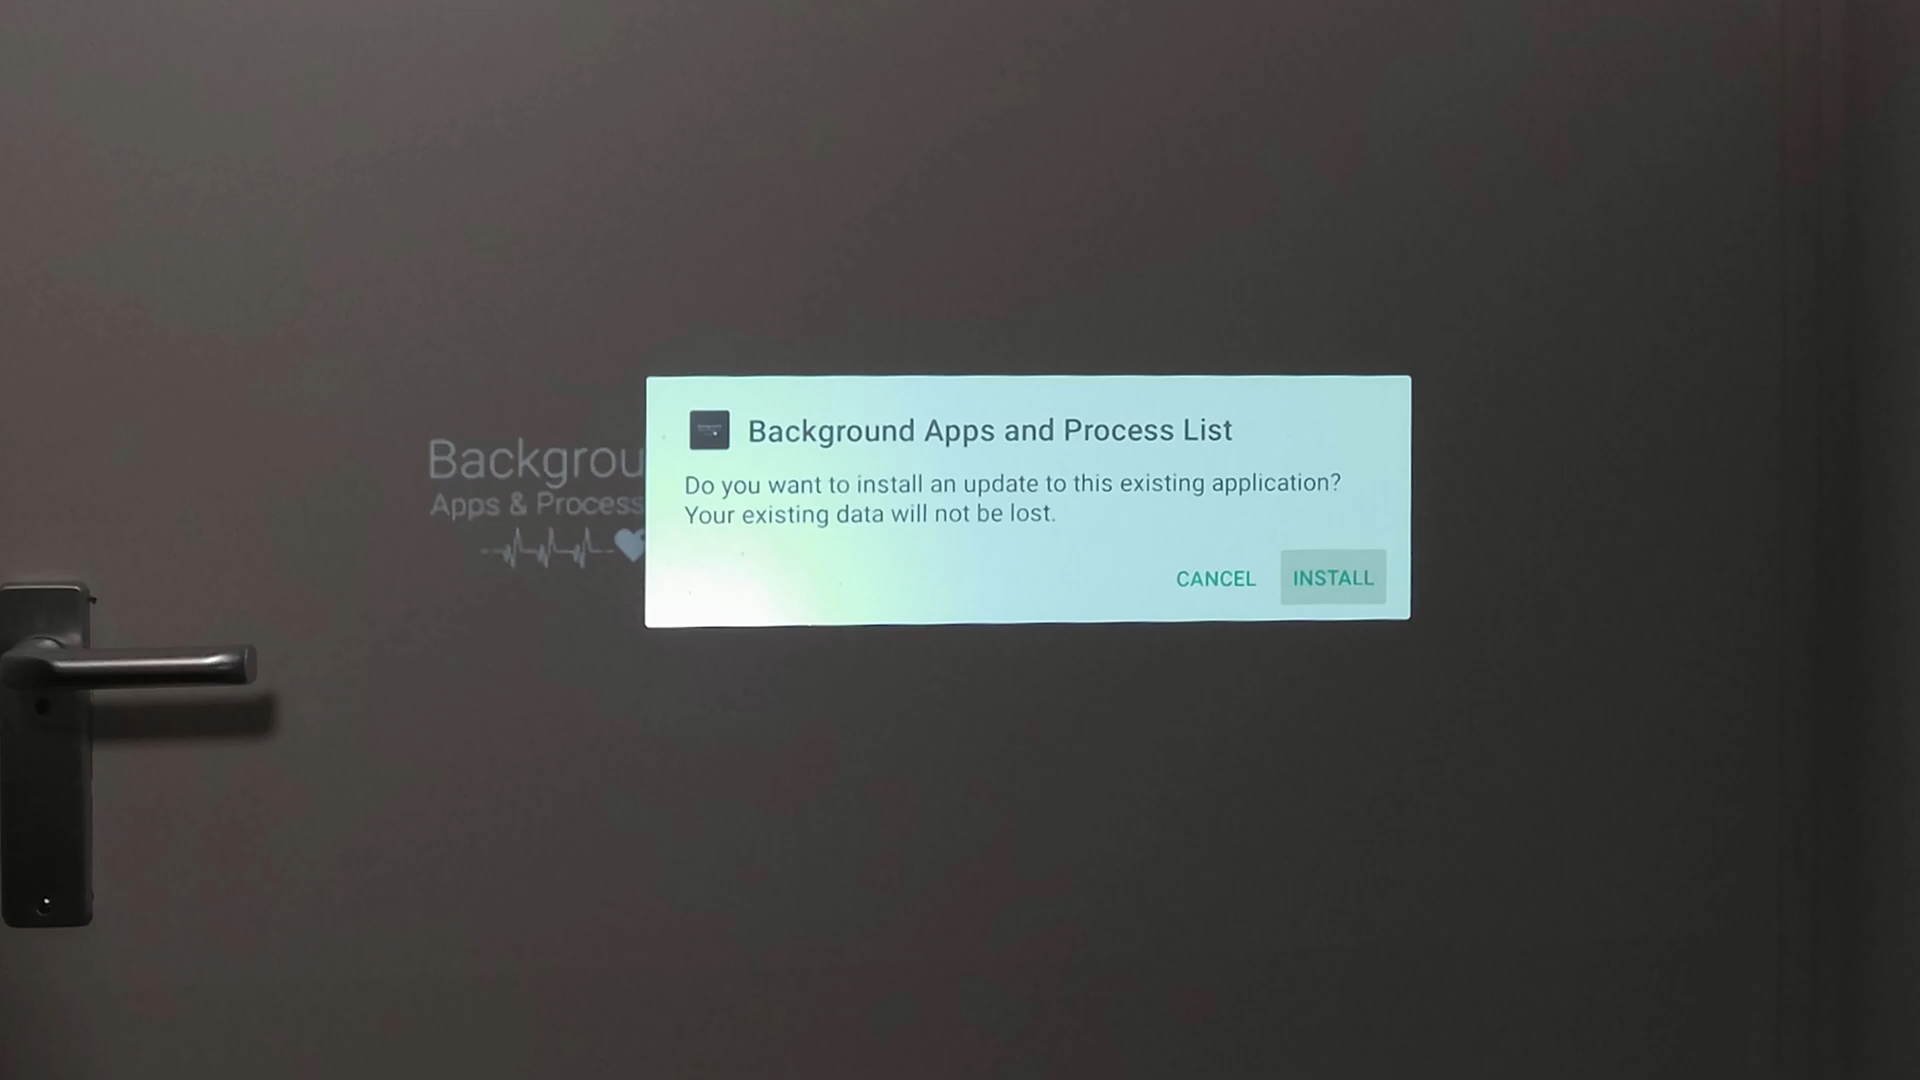 Backgrou
Apps & Process
Background Apps and Process List
Do you want to install an update to this existing application?
Your existing data will not be lost.
CANCEL INSTALL